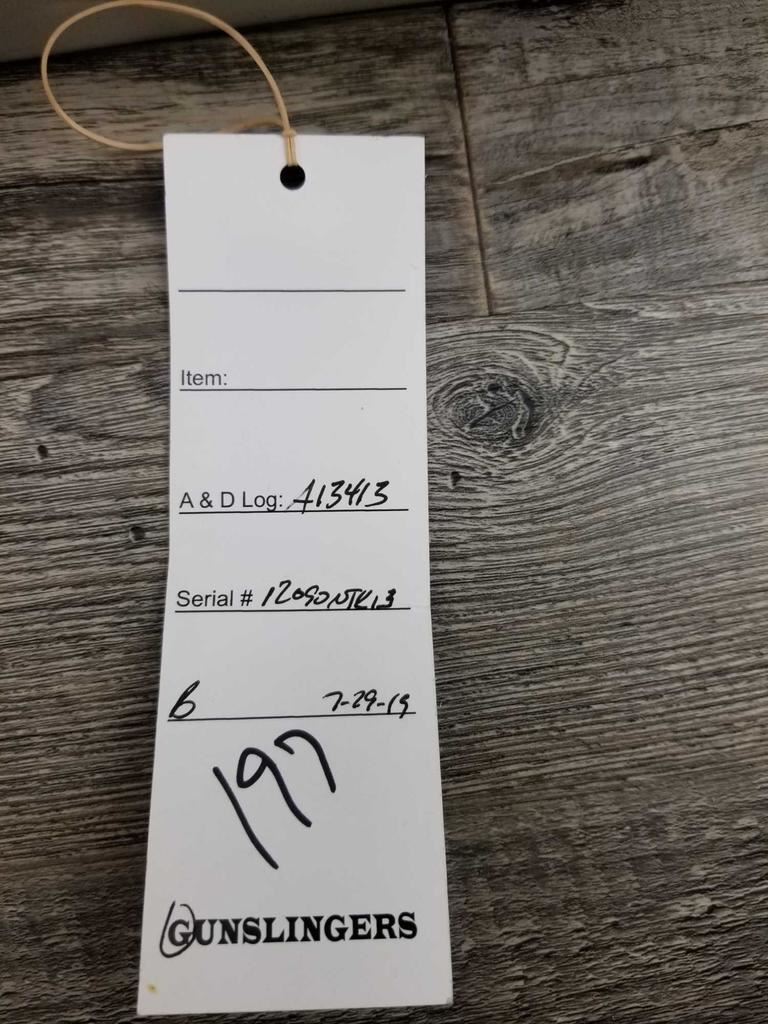 Item:
A & D Log: A13413
Serial # 12090NTK13
B 7-29-19
197
GUNSLINGERS